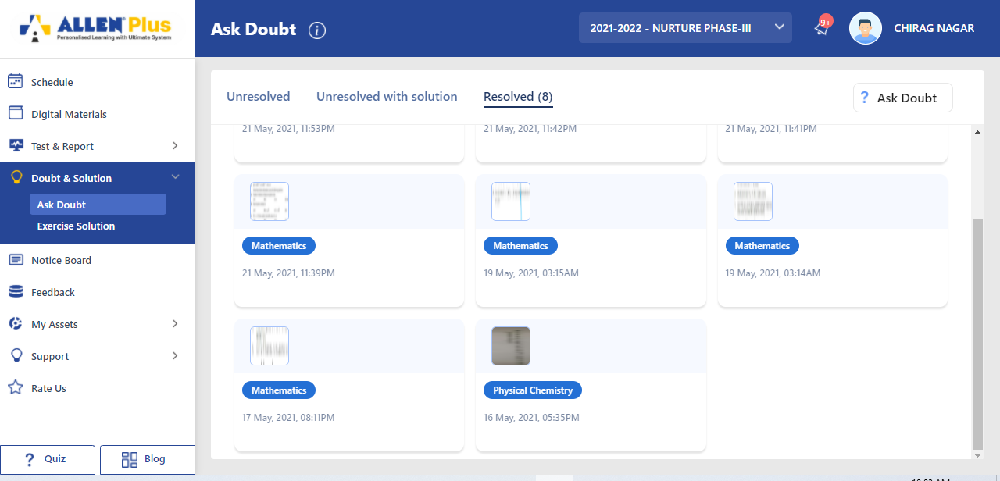 ALLEN Plus
Personalised Learning with Ultimate System
Ask Doubt
i
2021-2022 - NURTURE PHASE-III
9+
CHIRAG NAGAR
Schedule
Digital Materials
Test & Report
Doubt & Solution
Ask Doubt
Exercise Solution
Notice Board
Feedback
My Assets
Support
Rate Us
? Quiz
Blog
Unresolved
Unresolved with solution
Resolved (8)
? Ask Doubt
21 May, 2021, 11:53PM
21 May, 2021, 11:42PM
21 May, 2021, 11:41PM
Mathematics
21 May, 2021, 11:39PM
Mathematics
19 May, 2021, 03:15AM
Mathematics
19 May, 2021, 03:14AM
Mathematics
17 May, 2021, 08:11PM
Physical Chemistry
16 May, 2021, 05:35PM